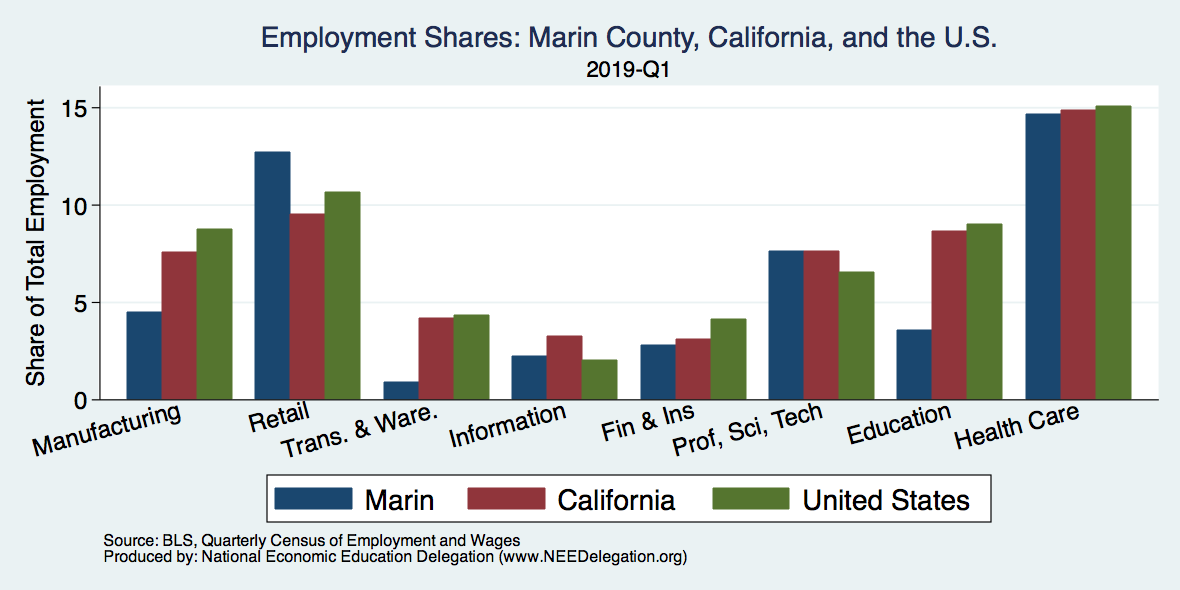 Employment Shares: Marin County, California, and the U.S.
2019-Q1
Share of Total Employment
15
10
5
0
Manufacturing
Retail
Trans. & Ware.
Information
Fin & Ins
Prof, Sci, Tech
Education
Health Care
Marin
California
United States
Source: BLS, Quarterly Census of Employment and Wages
Produced by: National Economic Education Delegation (www.NEEDelegation.org)